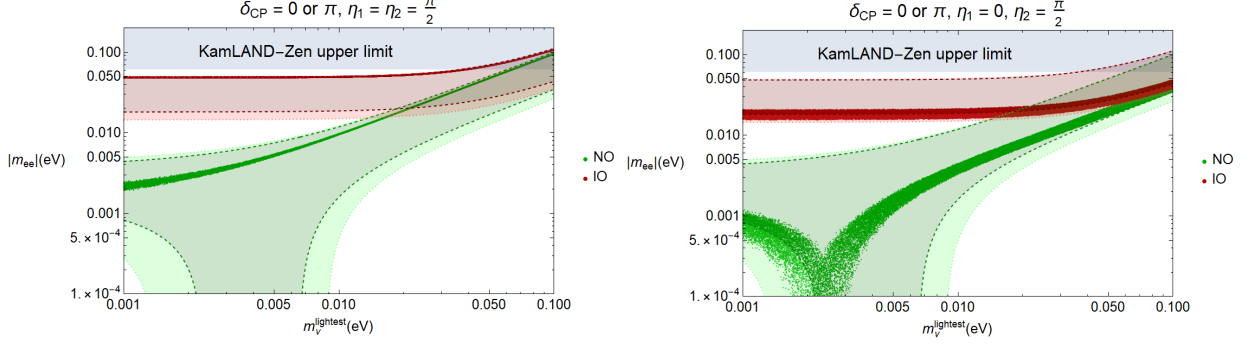 δCP = 0 or π, η1 = η2 = π/2
KamLAND−Zen upper limit
0.100
0.050
0.010
0.005
0.001
5.×10⁻⁴
1.×10⁻⁴
|mee|(eV)
0.001
0.005
0.010
0.050
0.100
mν^lightest(eV)
NO
IO
δCP = 0 or π, η1 = 0, η2 = π/2
KamLAND−Zen upper limit
0.100
0.050
0.010
0.005
0.001
5.×10⁻⁴
1.×10⁻⁴
|mee|(eV)
0.001
0.005
0.010
0.050
0.100
mν^lightest(eV)
NO
IO